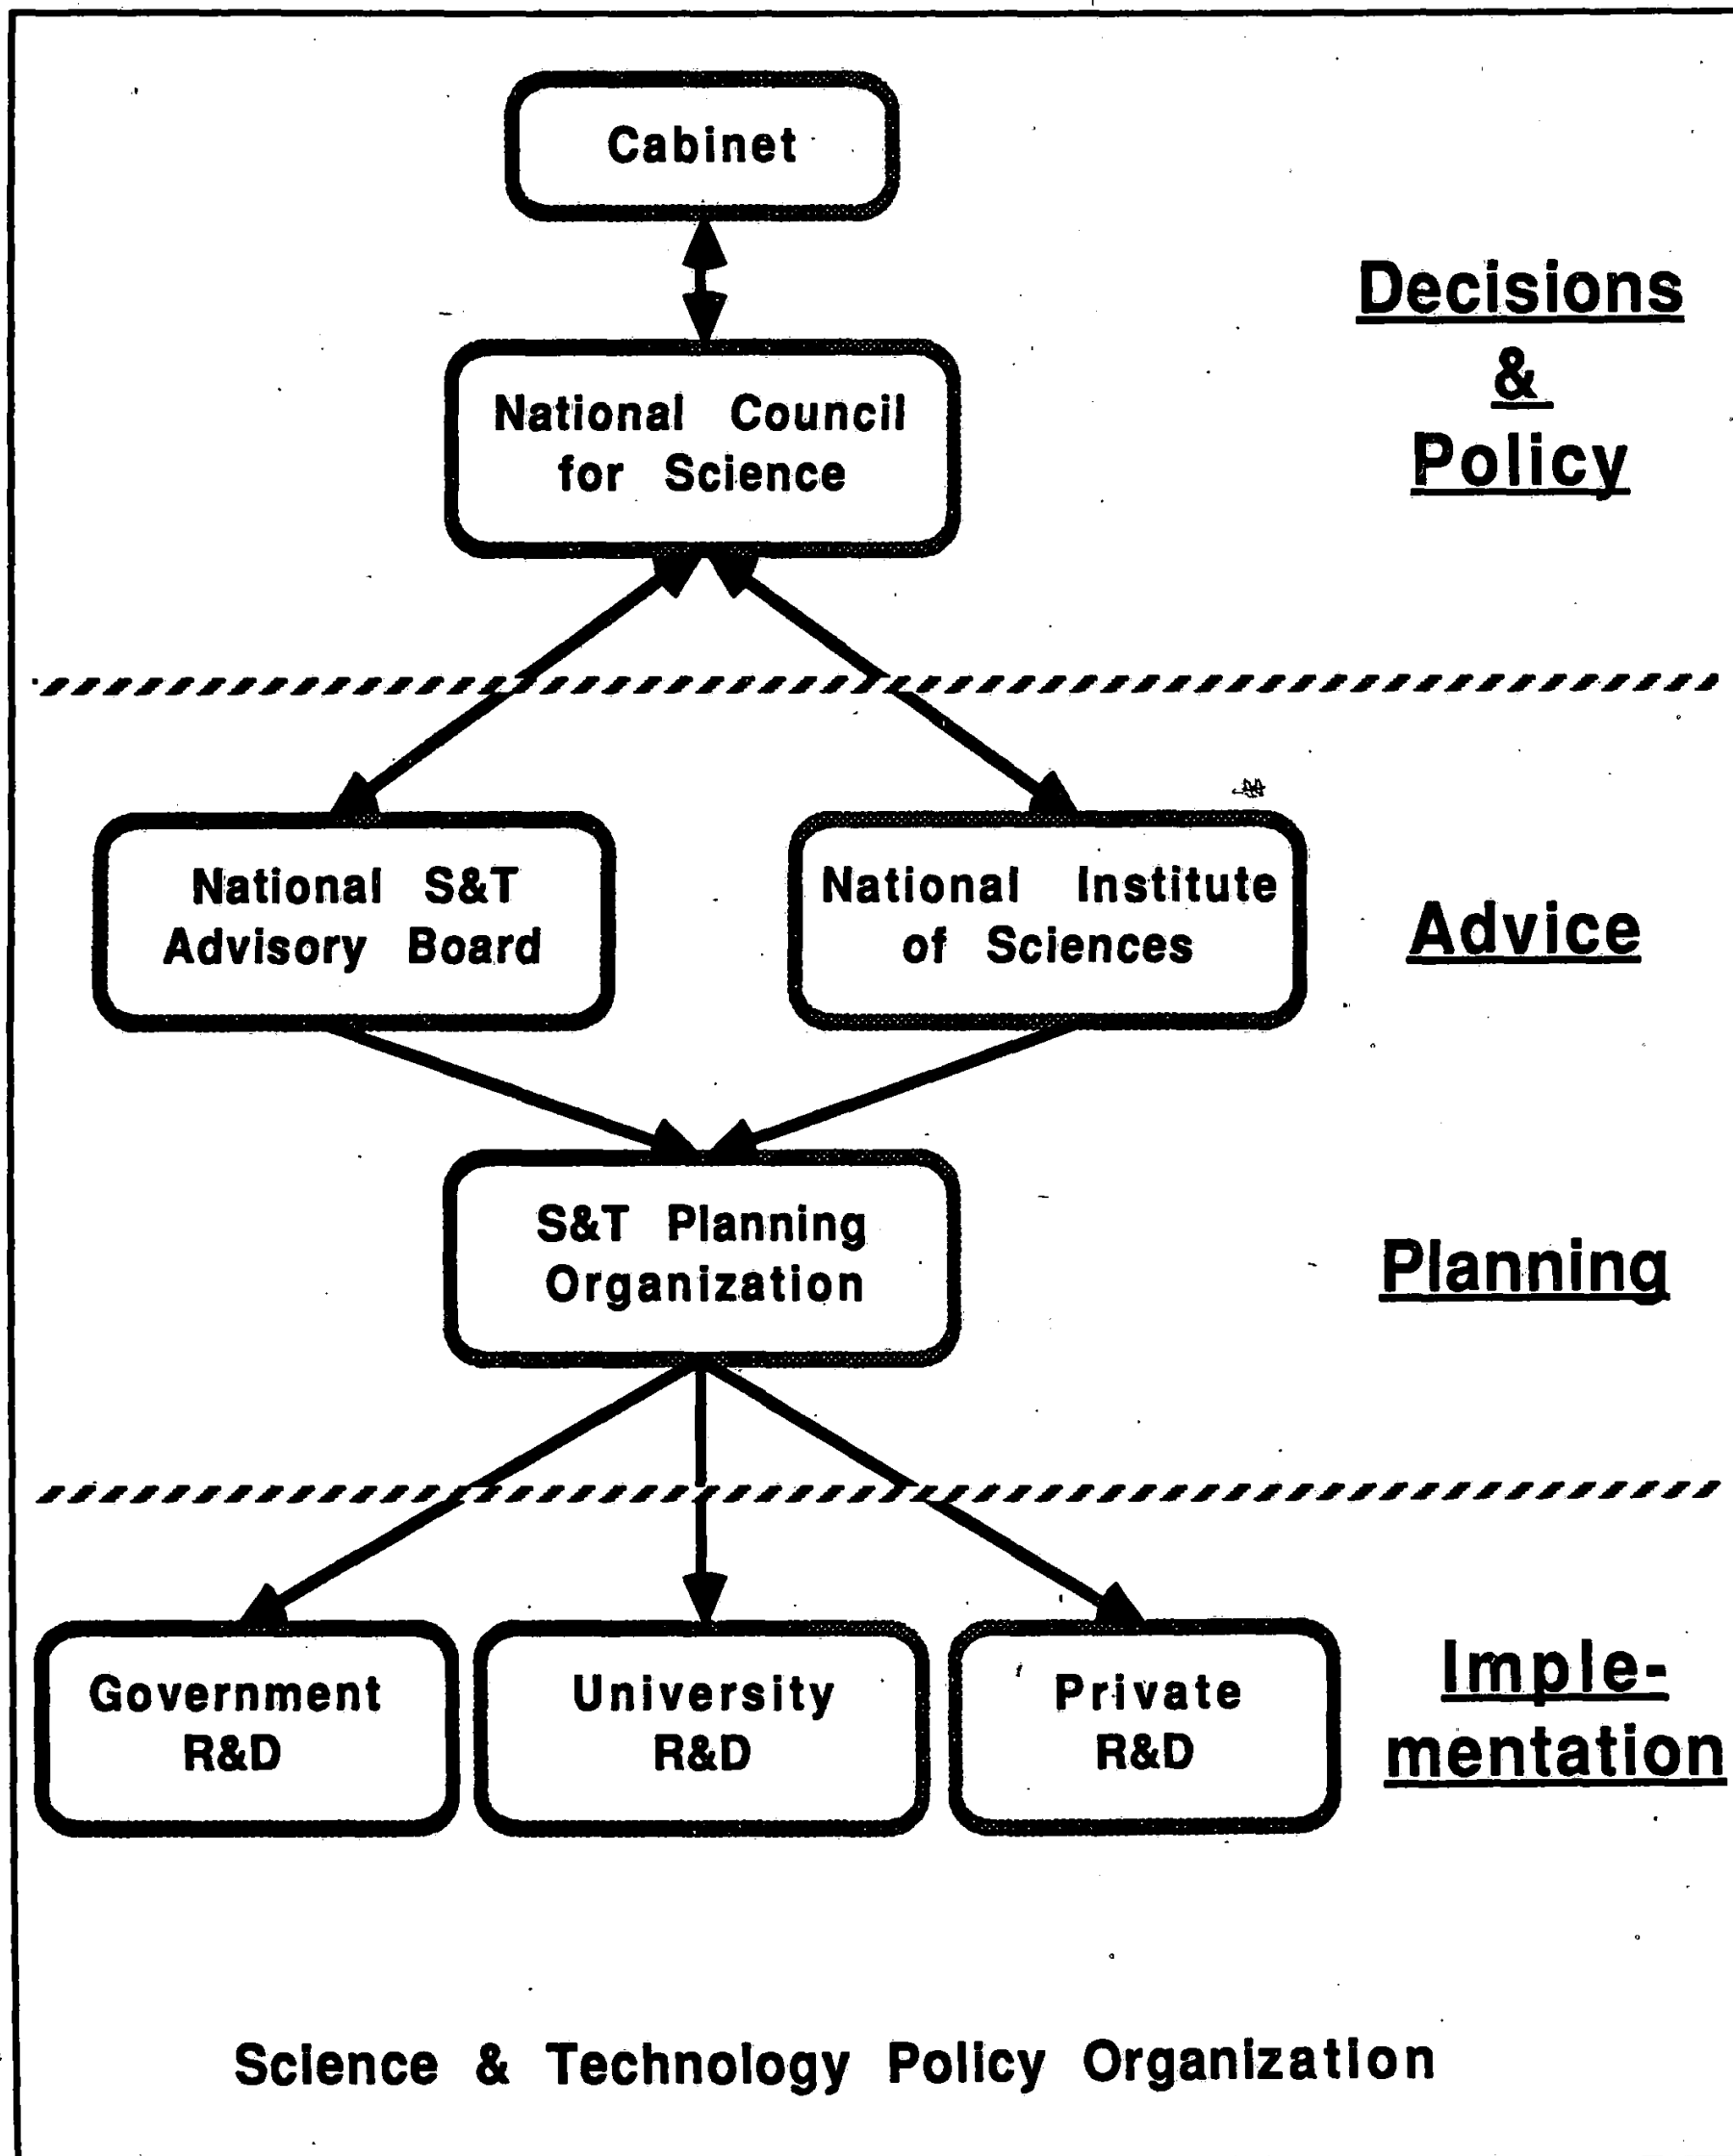 Cabinet
Decisions
&
Policy
National Council
for Science
National S&T
Advisory Board
National Institute
of Sciences
Advice
S&T Planning
Organization
Planning
Government
R&D
University
R&D
Private
R&D
Imple-
mentation
Science & Technology Policy Organization